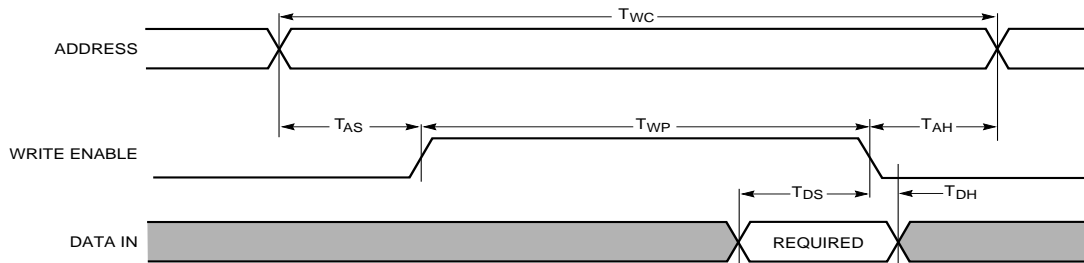 TWC
ADDRESS
TAS
TWP
TAH
WRITE ENABLE
TDS
TDH
DATA IN
REQUIRED